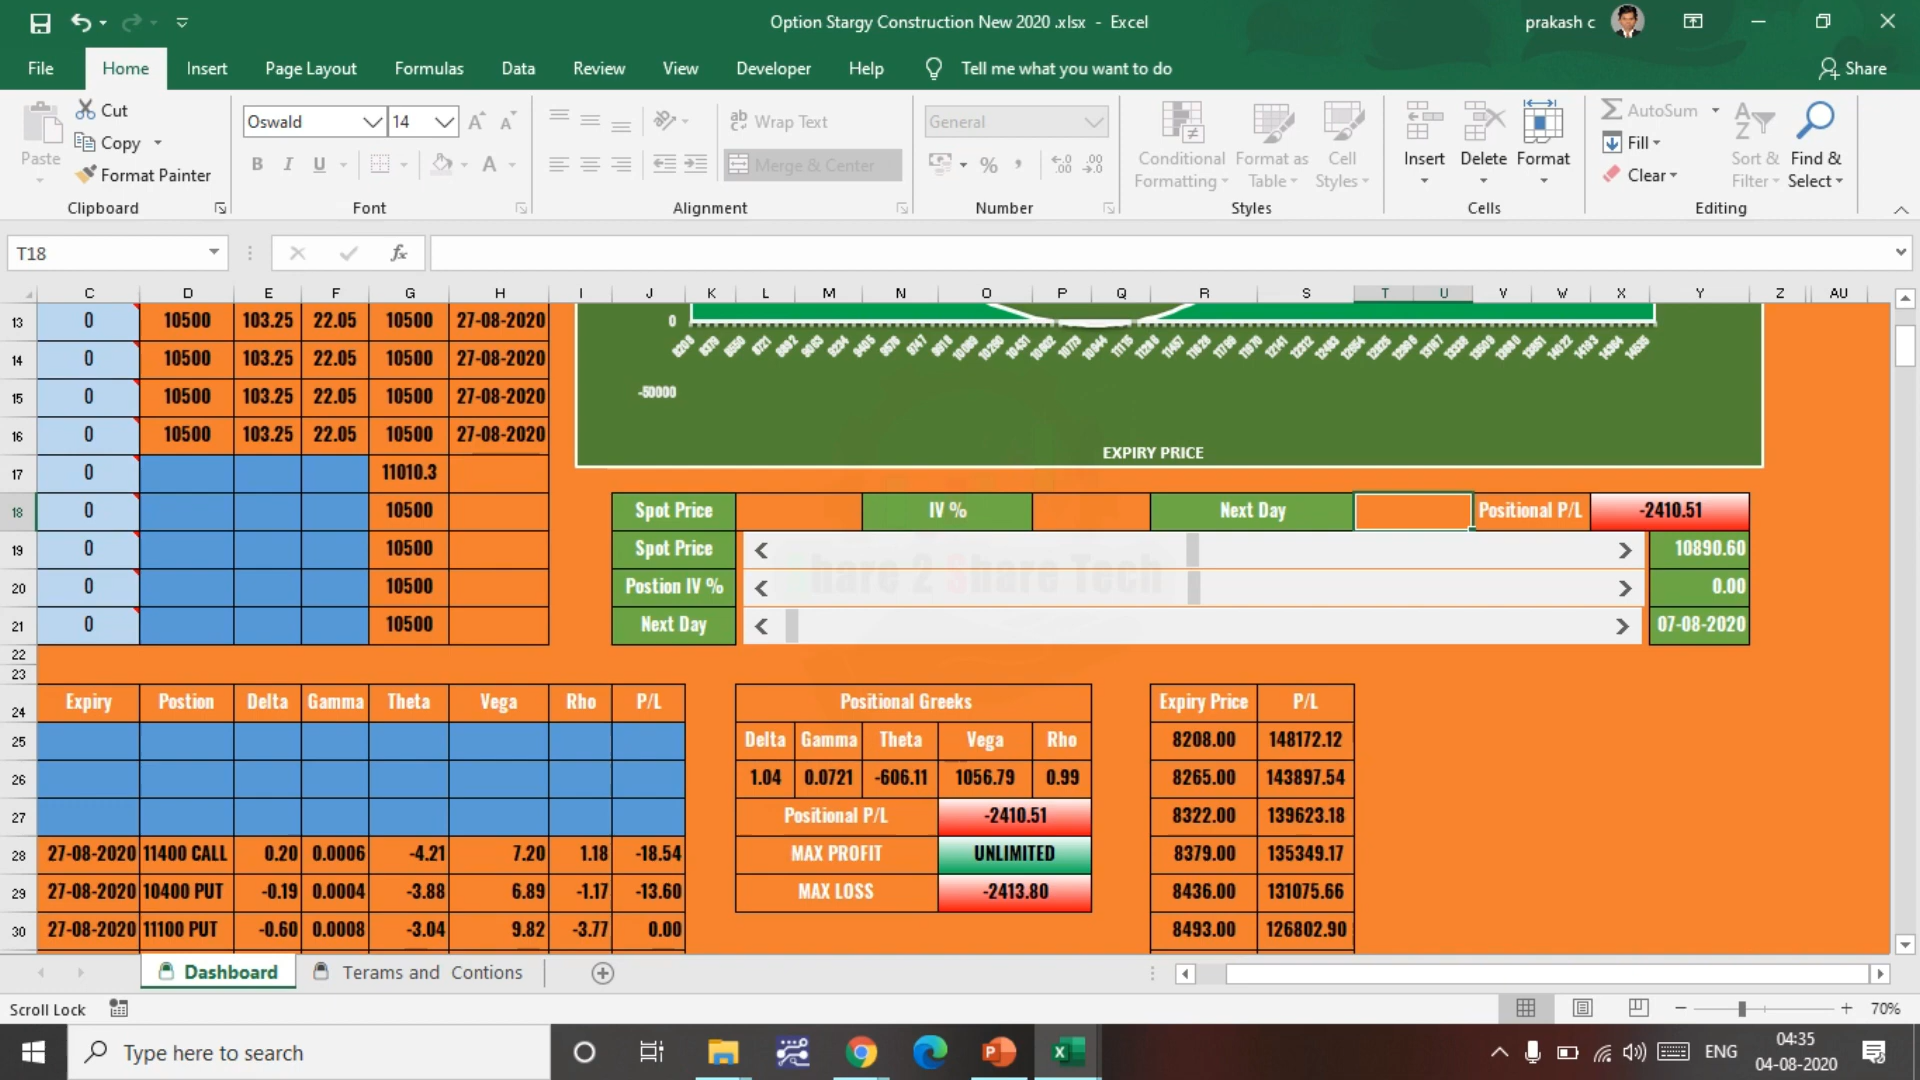 Option Stargy Construction New 2020 .xlsx - Excel
prakash c
File Home Insert Page Layout Formulas Data Review View Developer Help Tell me what you want to do Share
Paste
Cut
Copy
Format Painter
Clipboard
Oswald 14
B I U
Font
Wrap Text
Merge & Center
Alignment
General
%
Number
Conditional Formatting
Format as Table
Cell Styles
Styles
Insert Delete Format
Cells
AutoSum
Fill
Clear
Sort & Filter
Find & Select
Editing
T18
fx
C D E F G H I J K L M N O P Q R S T U V W X Y Z AU
13 0 10500 103.25 22.05 10500 27-08-2020
14 0 10500 103.25 22.05 10500 27-08-2020
15 0 10500 103.25 22.05 10500 27-08-2020
16 0 10500 103.25 22.05 10500 27-08-2020
17 0 11010.3
18 0 10500
19 0 10500
20 0 10500
21 0 10500
22
23
0
-50000
EXPIRY PRICE
Spot Price IV % Next Day Positional P/L -2410.51
Spot Price 10890.60
Postion IV % 0.00
Next Day 07-08-2020
hare 2 Share Tech
24 Expiry Postion Delta Gamma Theta Vega Rho P/L
25
26
27
28 27-08-2020 11400 CALL 0.20 0.0006 -4.21 7.20 1.18 -18.54
29 27-08-2020 10400 PUT -0.19 0.0004 -3.88 6.89 -1.17 -13.60
30 27-08-2020 11100 PUT -0.60 0.0008 -3.04 9.82 -3.77 0.00
Positional Greeks
Delta Gamma Theta Vega Rho
1.04 0.0721 -606.11 1056.79 0.99
Positional P/L -2410.51
MAX PROFIT UNLIMITED
MAX LOSS -2413.80
Expiry Price P/L
8208.00 148172.12
8265.00 143897.54
8322.00 139623.18
8379.00 135349.17
8436.00 131075.66
8493.00 126802.90
Dashboard Terams and Contions
Scroll Lock
70%
Type here to search
ENG
04:35
04-08-2020